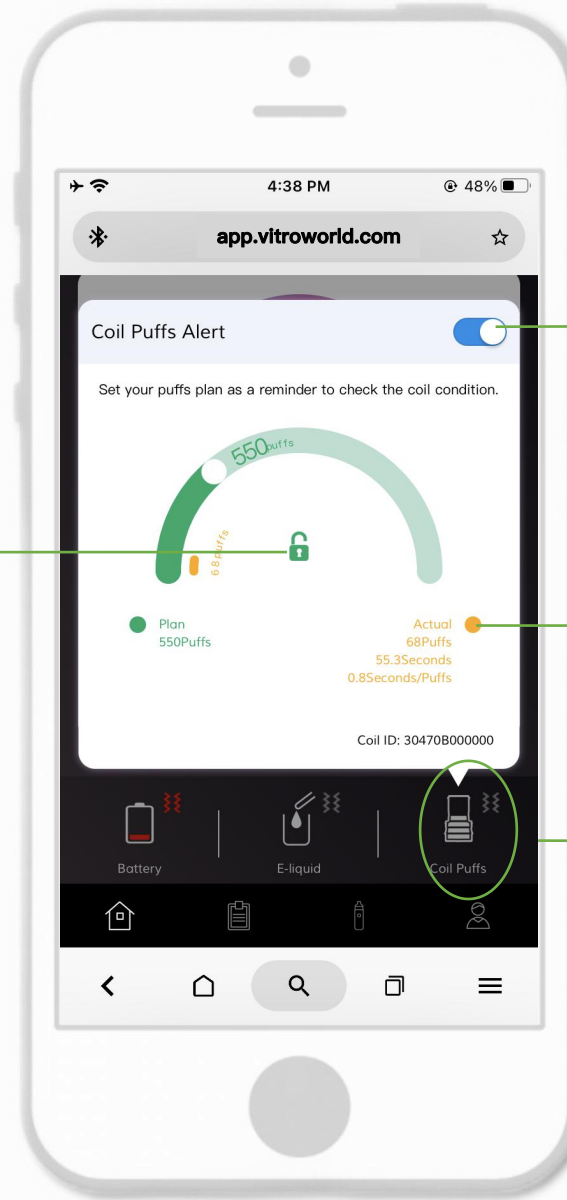 4:38 PM
48%
app.vitroworld.com
Coil Puffs Alert
Set your puffs plan as a reminder to check the coil condition.
550puffs
68puffs
Plan
550Puffs
Actual
68Puffs
55.3Seconds
0.8Seconds/Puffs
Coil ID: 30470B000000
Battery
E-liquid
Coil Puffs